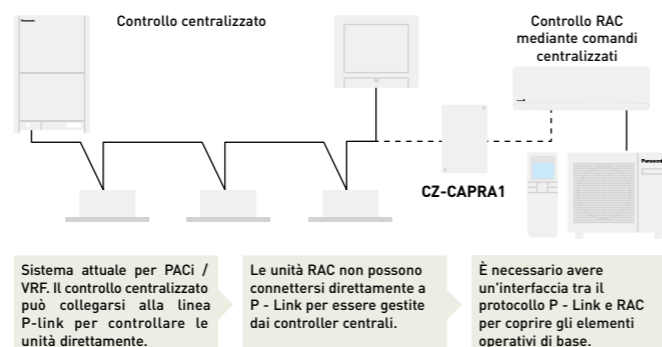 Panasonic
Controllo centralizzato
Controllo RAC
mediante comandi
centralizzati
CZ-CAPRA1
Panasonic
Sistema attuale per PACi /
VRF. Il controllo centralizzato
può collegarsi alla linea
P-link per controllare le
unità direttamente.
Le unità RAC non possono
connettersi direttamente a
P - Link per essere gestite
dai controller centrali.
È necessario avere
un'interfaccia tra il
protocollo P - Link e RAC
per coprire gli elementi
operativi di base.